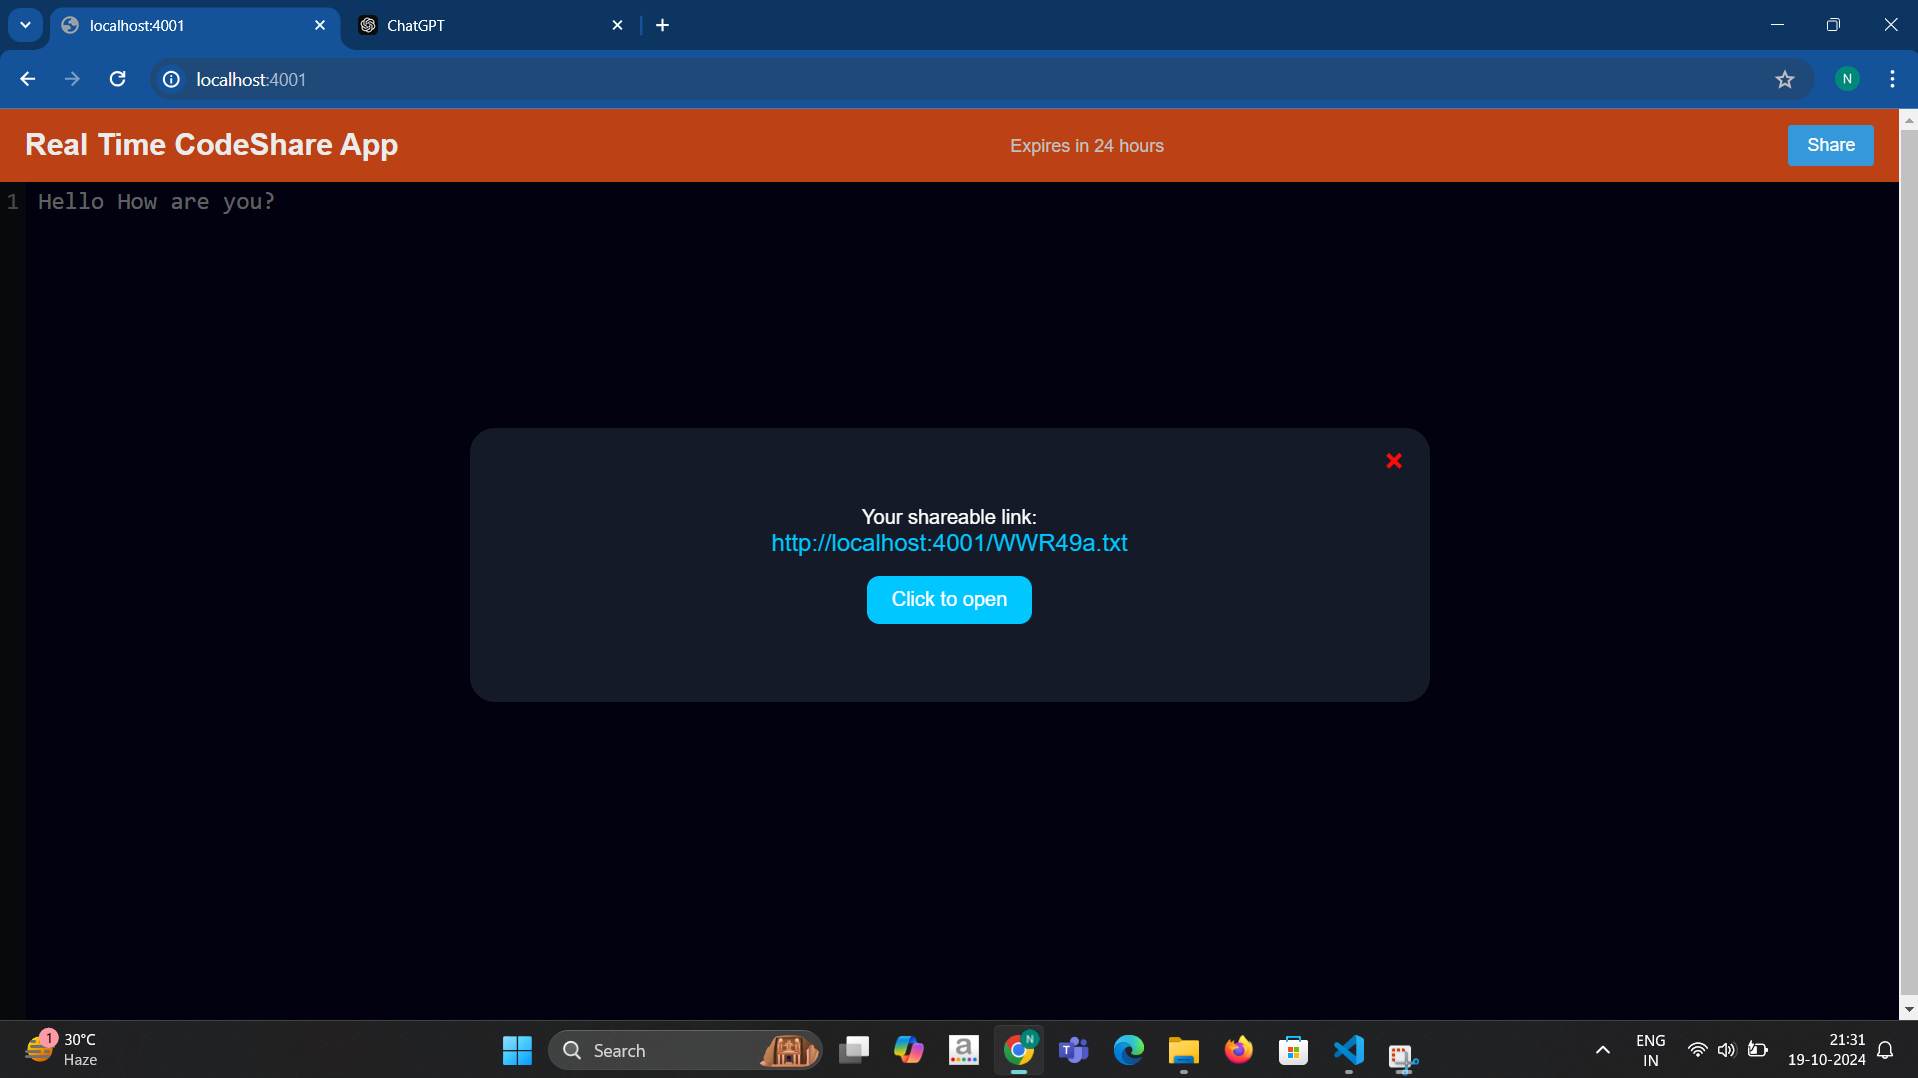 localhost:4001
ChatGPT
localhost:4001
N
Real Time CodeShare App
Expires in 24 hours
Share
1 Hello How are you?
Your shareable link:
http://localhost:4001/WWR49a.txt
Click to open
1
30°C
Haze
Search
a
N
T
ENG
IN
21:31
19-10-2024